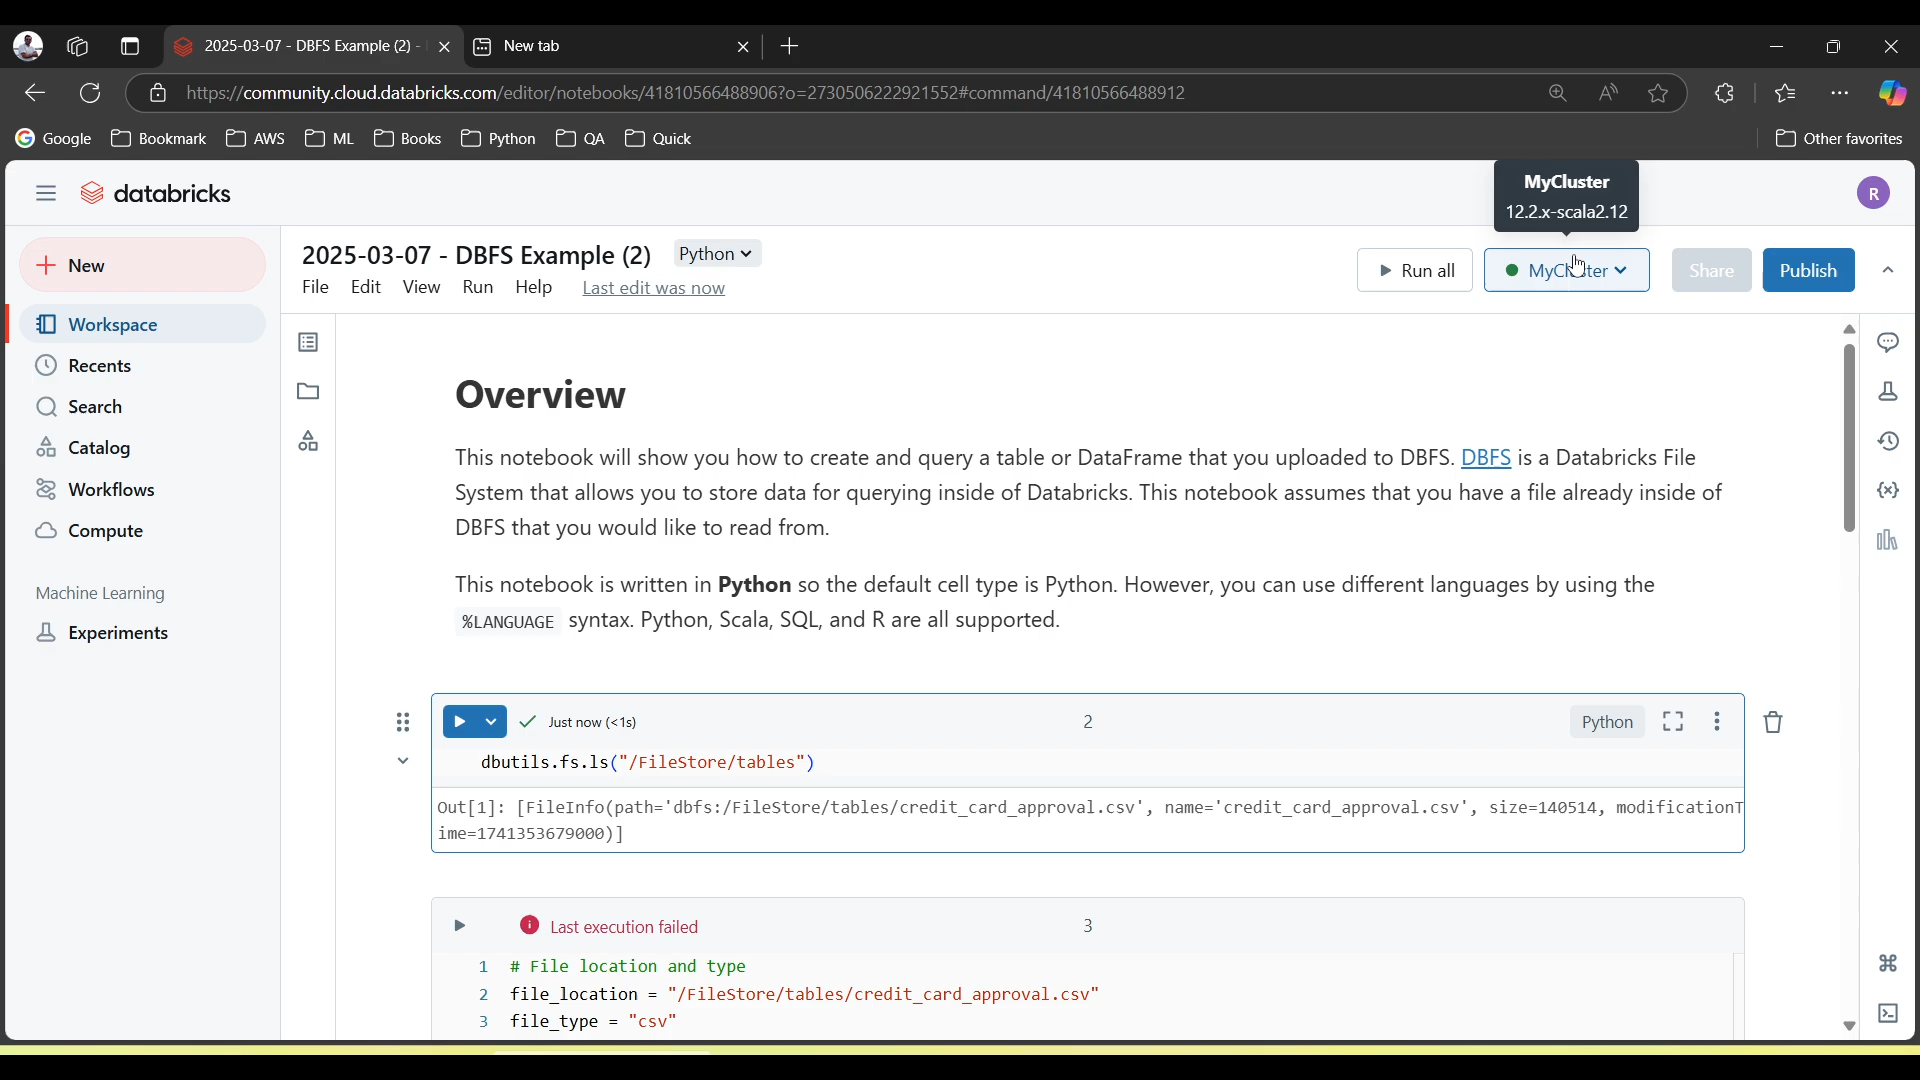 2025-03-07 - DBFS Example (2) -
New tab
https://community.cloud.databricks.com/editor/notebooks/41810566488906?o=2730506222921552#command/41810566488912
Google Bookmark AWS ML Books Python QA Quick Other favorites
databricks
MyCluster
12.2.x-scala2.12
R
New
2025-03-07 - DBFS Example (2) Python
File Edit View Run Help Last edit was now
Run all
Share
Publish
Workspace
Recents
Search
Catalog
Workflows
Compute
Machine Learning
Experiments
Overview
This notebook will show you how to create and query a table or DataFrame that you uploaded to DBFS. DBFS is a Databricks File
System that allows you to store data for querying inside of Databricks. This notebook assumes that you have a file already inside of
DBFS that you would like to read from.
This notebook is written in Python so the default cell type is Python. However, you can use different languages by using the
%LANGUAGE syntax. Python, Scala, SQL, and R are all supported.
Just now (<1s) 2 Python
dbutils.fs.ls("/FileStore/tables")
Out[1]: [FileInfo(path='dbfs:/FileStore/tables/credit_card_approval.csv', name='credit_card_approval.csv', size=140514, modificationT
ime=1741353679000)]
Last execution failed 3
1 # File location and type
2 file_location = "/FileStore/tables/credit_card_approval.csv"
3 file_type = "csv"